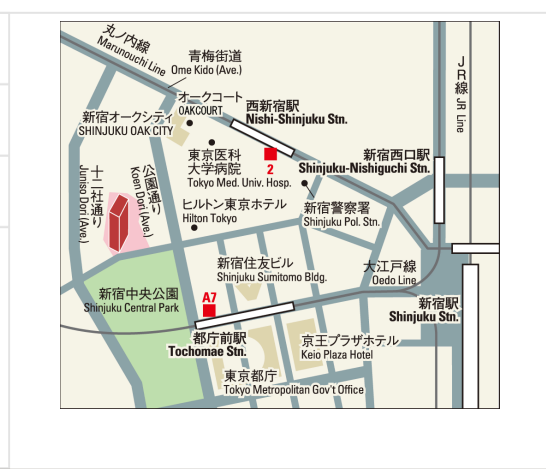 丸ノ内線
Marunouchi Line
青梅街道
Ome Kido (Ave.)
オークコート
OAKCOURT
西新宿駅
Nishi-Shinjuku Stn.
JR線 JR Line
新宿オークシティ
SHINJUKU OAK CITY
東京医科
大学病院
Tokyo Med. Univ. Hosp.
2
新宿西口駅
Shinjuku-Nishiguchi Stn.
十二社通り
Juniso Dori (Ave.)
公園通り
Koen Dori (Ave.)
ヒルトン東京ホテル
Hilton Tokyo
新宿警察署
Shinjuku Pol. Stn.
新宿住友ビル
Shinjuku Sumitomo Bldg.
大江戸線
Oedo Line
新宿中央公園
Shinjuku Central Park
A7
新宿駅
Shinjuku Stn.
都庁前駅
Tochomae Stn.
京王プラザホテル
Keio Plaza Hotel
東京都庁
Tokyo Metropolitan Gov't Office